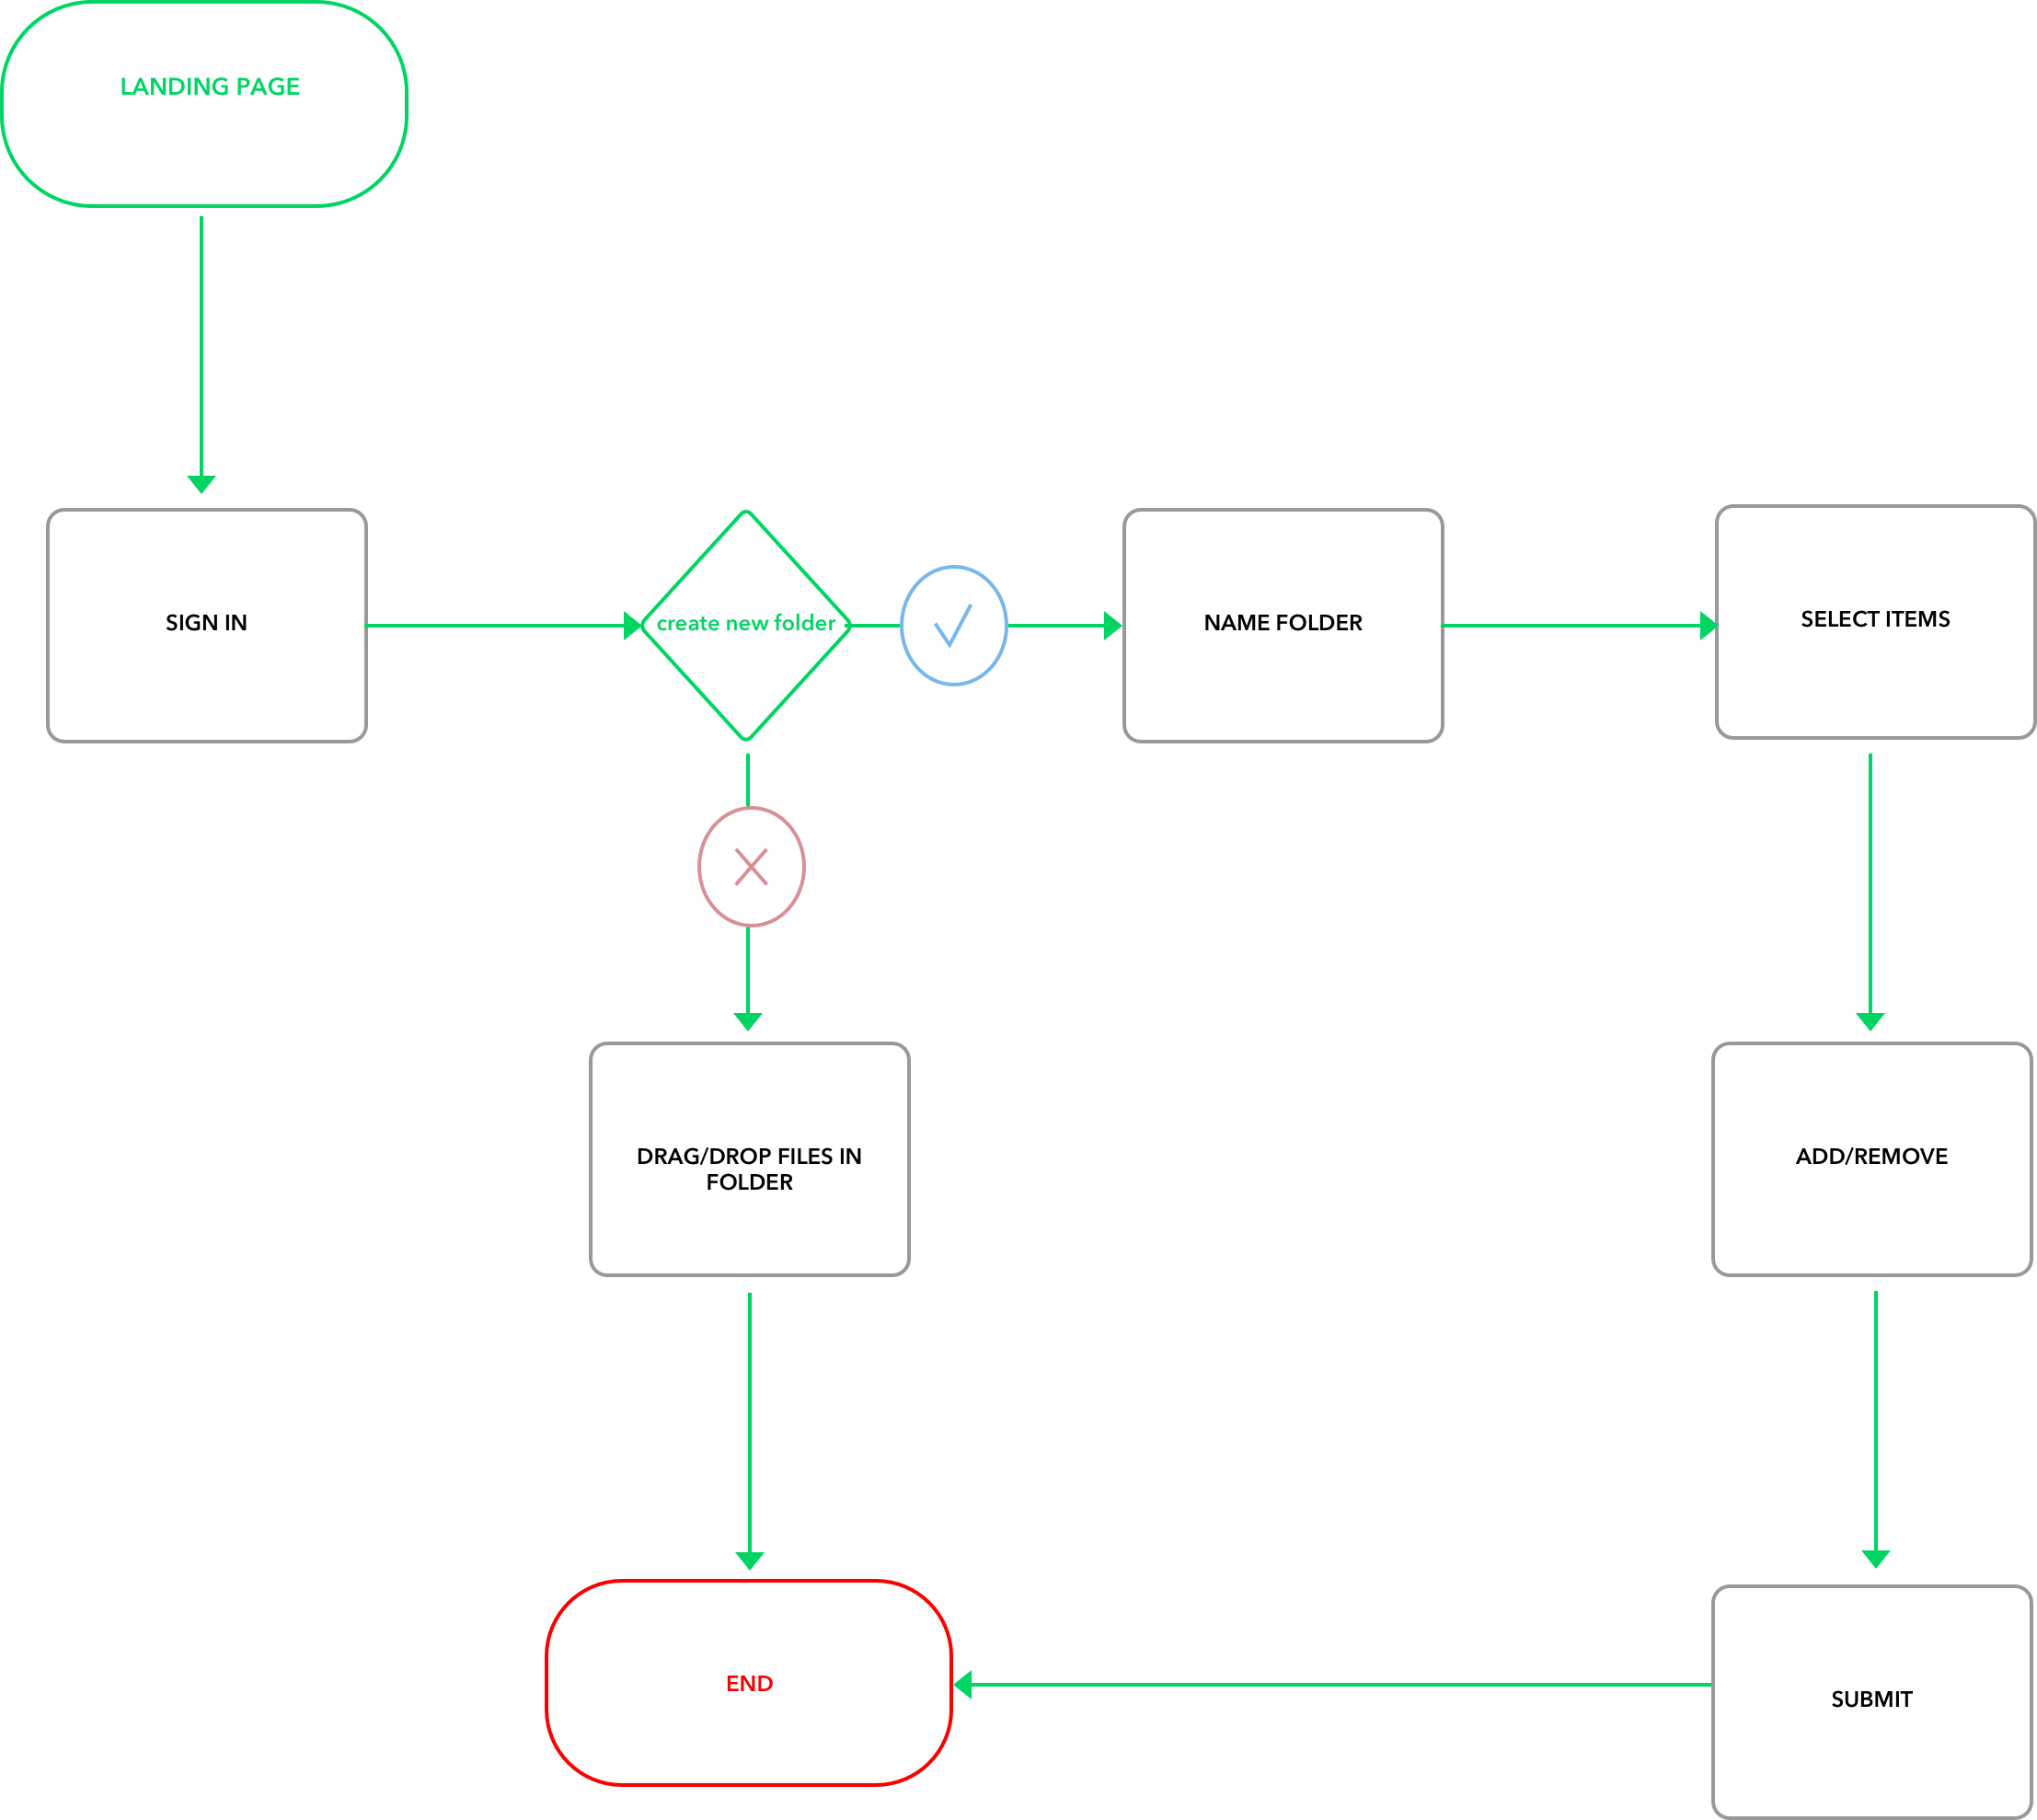 LANDING PAGE
SIGN IN
create new folder
NAME FOLDER
SELECT ITEMS
DRAG/DROP FILES IN
FOLDER
ADD/REMOVE
END
SUBMIT